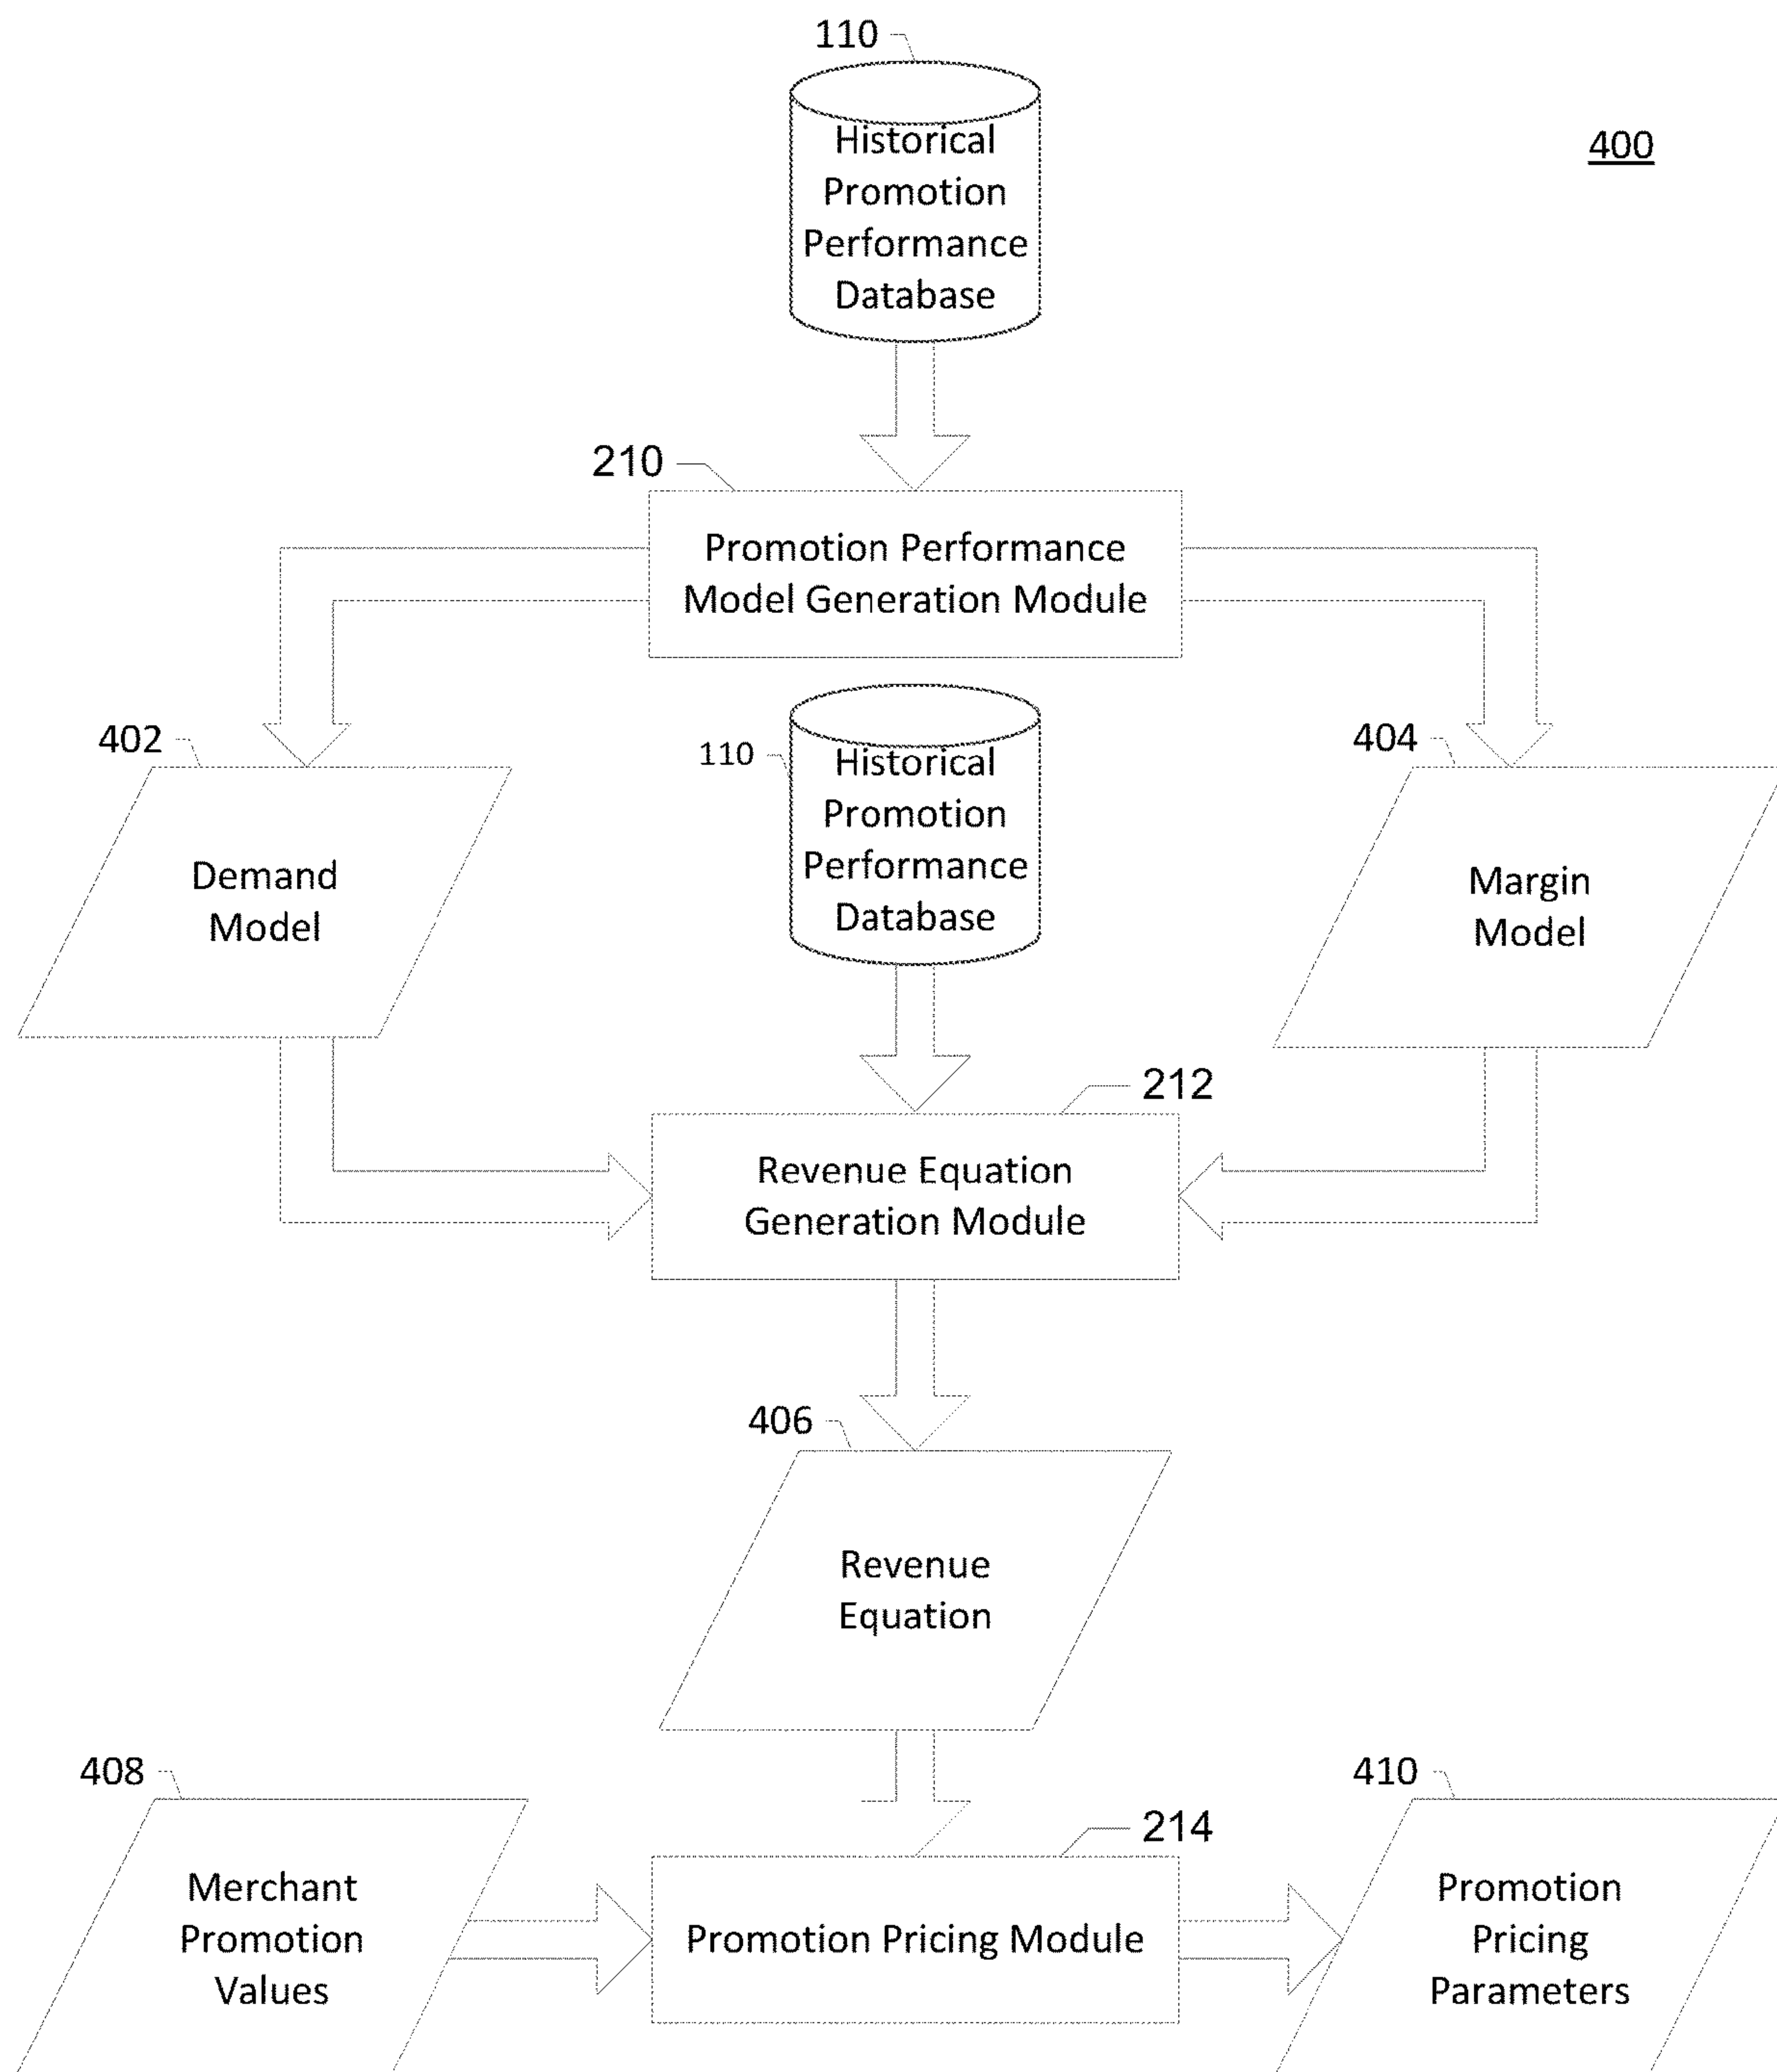 110
Historical
Promotion
Performance
Database
400
210
Promotion Performance
Model Generation Module
402
Demand
Model
110
Historical
Promotion
Performance
Database
404
Margin
Model
212
Revenue Equation
Generation Module
406
Revenue
Equation
408
Merchant
Promotion
Values
214
Promotion Pricing Module
410
Promotion
Pricing
Parameters